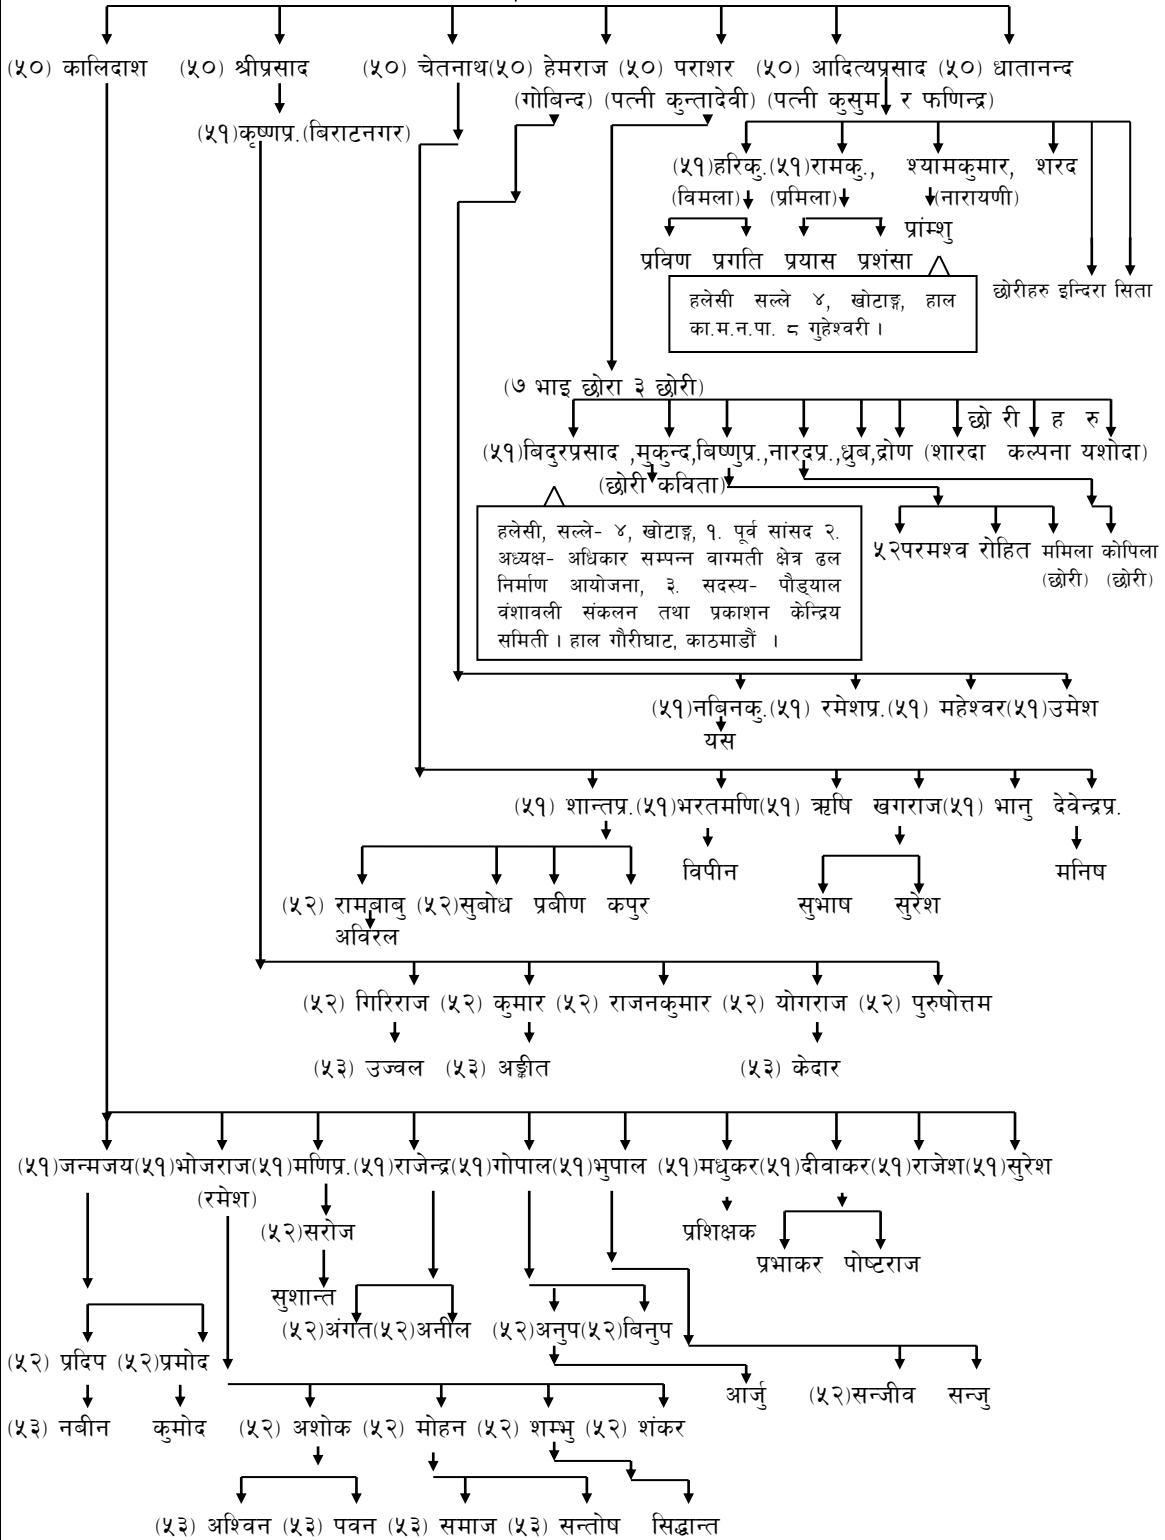 (५०) कालिदाश (५०) श्रीप्रसाद (५०) चेतनाथ(५०) हेमराज (५०) पराशर (५०) आदित्यप्रसाद (५०) धातानन्द
(गोबिन्द) (पत्नी कुन्तादेवी) (पत्नी कुसुम र फणिन्द्र)
(५१)कृष्णप्र.(बिराटनगर)
(५१)हरिकु.(५१)रामकु., श्यामकुमार, शरद
(विमला) (प्रमिला) (नारायणी)
प्रांम्शु
प्रविण प्रगति प्रयास प्रशंसा
छोरीहरु इन्दिरा सिता
हलेसी सल्ले ४, खोटाङ्ग, हाल
का.म.न.पा. ८ गुहेश्वरी ।
(७ भाइ छोरा ३ छोरी)
छो री ह रु
(५१)बिदुरप्रसाद ,मुकुन्द,बिष्णुप्र.,नारदप्र.,ध्रुब,द्रोण (शारदा कल्पना यशोदा)
(छोरी कविता)
हलेसी, सल्ले- ४, खोटाङ्ग, १. पूर्व सांसद २.
अध्यक्ष- अधिकार सम्पन्न वाग्मती क्षेत्र ढल
निर्माण आयोजना, ३. सदस्य- पौड्याल
वंशावली संकलन तथा प्रकाशन केन्द्रिय
समिती । हाल गौरीघाट, काठमाडौं ।
५२परमश्व रोहित ममिला कोपिला
(छोरी) (छोरी)
(५१)नबिनकु.(५१) रमेशप्र.(५१) महेश्वर(५१)उमेश
यस
(५१) शान्तप्र.(५१)भरतमणि(५१) ऋषि खगराज(५१) भानु देवेन्द्रप्र.
विपीन मनिष
(५२) रामबाबु (५२)सुबोध प्रबीण कपुर सुभाष सुरेश
अविरल
(५२) गिरिराज (५२) कुमार (५२) राजनकुमार (५२) योगराज (५२) पुरुषोत्तम
(५३) उज्वल (५३) अङ्कीत (५३) केदार
(५१)जन्मजय(५१)भोजराज(५१)मणिप्र.(५१)राजेन्द्र(५१)गोपाल(५१)भुपाल (५१)मधुकर(५१)दीवाकर(५१)राजेश(५१)सुरेश
(रमेश)
(५२)सरोज प्रशिक्षक
प्रभाकर पोष्टराज
सुशान्त
(५२)अंगत(५२)अनील (५२)अनुप(५२)बिनुप
(५२) प्रदिप (५२)प्रमोद
आर्जु (५२)सन्जीव सन्जु
(५३) नबीन कुमोद (५२) अशोक (५२) मोहन (५२) शम्भु (५२) शंकर
(५३) अश्विन (५३) पवन (५३) समाज (५३) सन्तोष सिद्धान्त